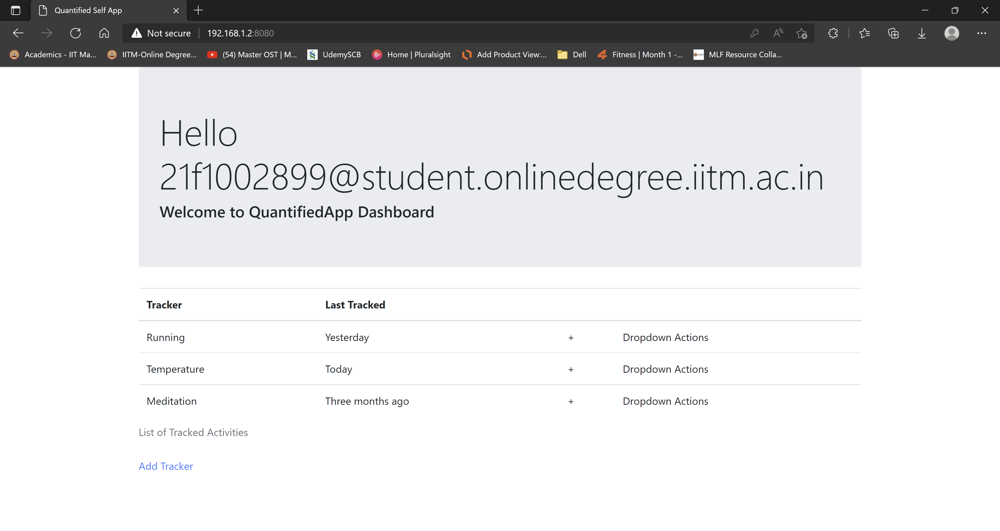 Quantified Self App
Not secure 192.168.1.2:8080
Academics - IIT Ma... IITM-Online Degree... (54) Master OST | M... UdemySCB Home | Pluralsight Add Product View:... Dell Fitness | Month 1 -... MLF Resource Colla...
Hello
21f1002899@student.onlinedegree.iitm.ac.in
Welcome to QuantifiedApp Dashboard
Tracker Last Tracked
Running Yesterday + Dropdown Actions
Temperature Today + Dropdown Actions
Meditation Three months ago + Dropdown Actions
List of Tracked Activities
Add Tracker